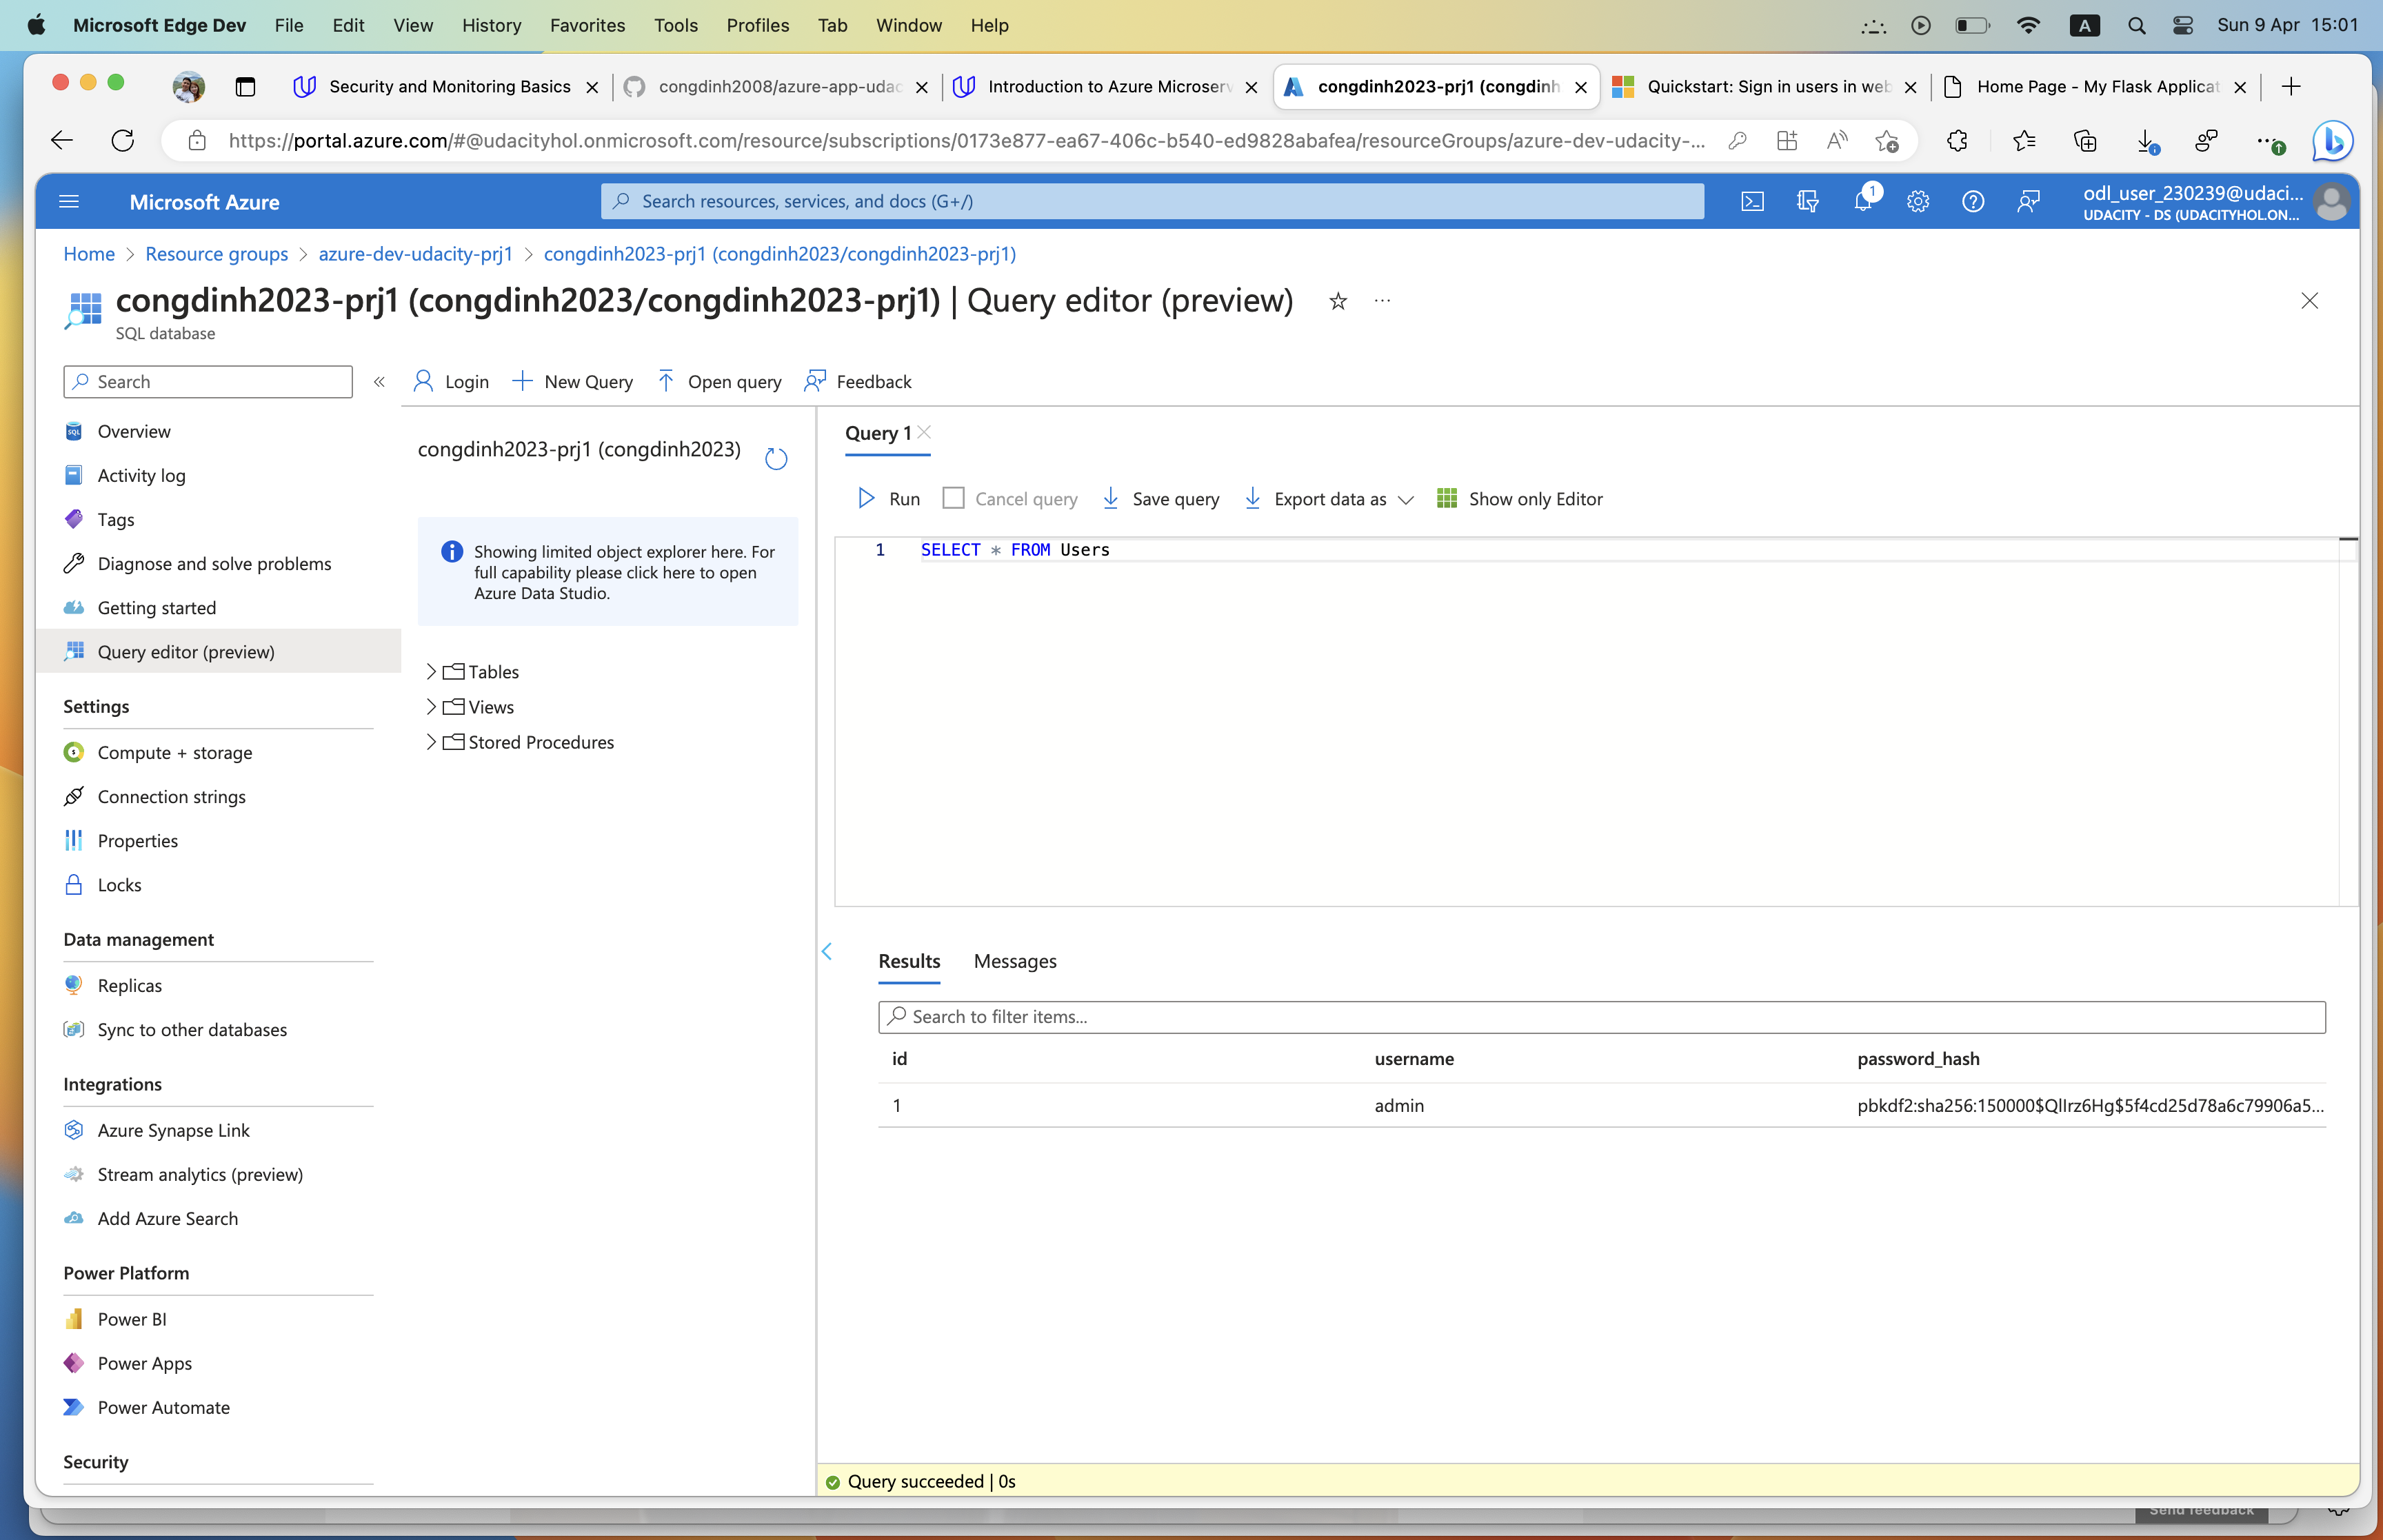 Microsoft Edge Dev File Edit View History Favorites Tools Profiles Tab Window Help A Sun 9 Apr 15:01
Security and Monitoring Basics congdinh2008/azure-app-udac Introduction to Azure Microserv congdinh2023-prj1 (congdinh Quickstart: Sign in users in web Home Page - My Flask Applicat
https://portal.azure.com/#@udacityhol.onmicrosoft.com/resource/subscriptions/0173e877-ea67-406c-b540-ed9828abafea/resourceGroups/azure-dev-udacity-...
Microsoft Azure Search resources, services, and docs (G+/) 1 odl_user_230239@udaci...
UDACITY - DS (UDACITYHOL.ON...
Home > Resource groups > azure-dev-udacity-prj1 > congdinh2023-prj1 (congdinh2023/congdinh2023-prj1)
congdinh2023-prj1 (congdinh2023/congdinh2023-prj1) | Query editor (preview) ...
SQL database
Search « Login New Query Open query Feedback
Overview
Activity log
Tags
Diagnose and solve problems
Getting started
Query editor (preview)
Settings
Compute + storage
Connection strings
Properties
Locks
Data management
Replicas
Sync to other databases
Integrations
Azure Synapse Link
Stream analytics (preview)
Add Azure Search
Power Platform
Power BI
Power Apps
Power Automate
Security
congdinh2023-prj1 (congdinh2023)
Showing limited object explorer here. For
full capability please click here to open
Azure Data Studio.
Tables
Views
Stored Procedures
Query 1
Run Cancel query Save query Export data as Show only Editor
1 SELECT * FROM Users
Results Messages
Search to filter items...
id username password_hash
1 admin pbkdf2:sha256:150000$QlIrz6Hg$5f4cd25d78a6c79906a5...
Query succeeded | 0s
Send feedback